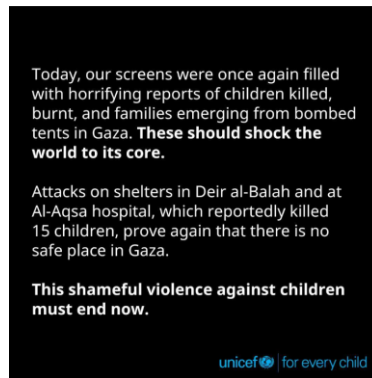 Today, our screens were once again filled
with horrifying reports of children killed,
burnt, and families emerging from bombed
tents in Gaza. These should shock the
world to its core.
Attacks on shelters in Deir al-Balah and at
Al-Aqsa hospital, which reportedly killed
15 children, prove again that there is no
safe place in Gaza.
This shameful violence against children
must end now.
unicef for every child